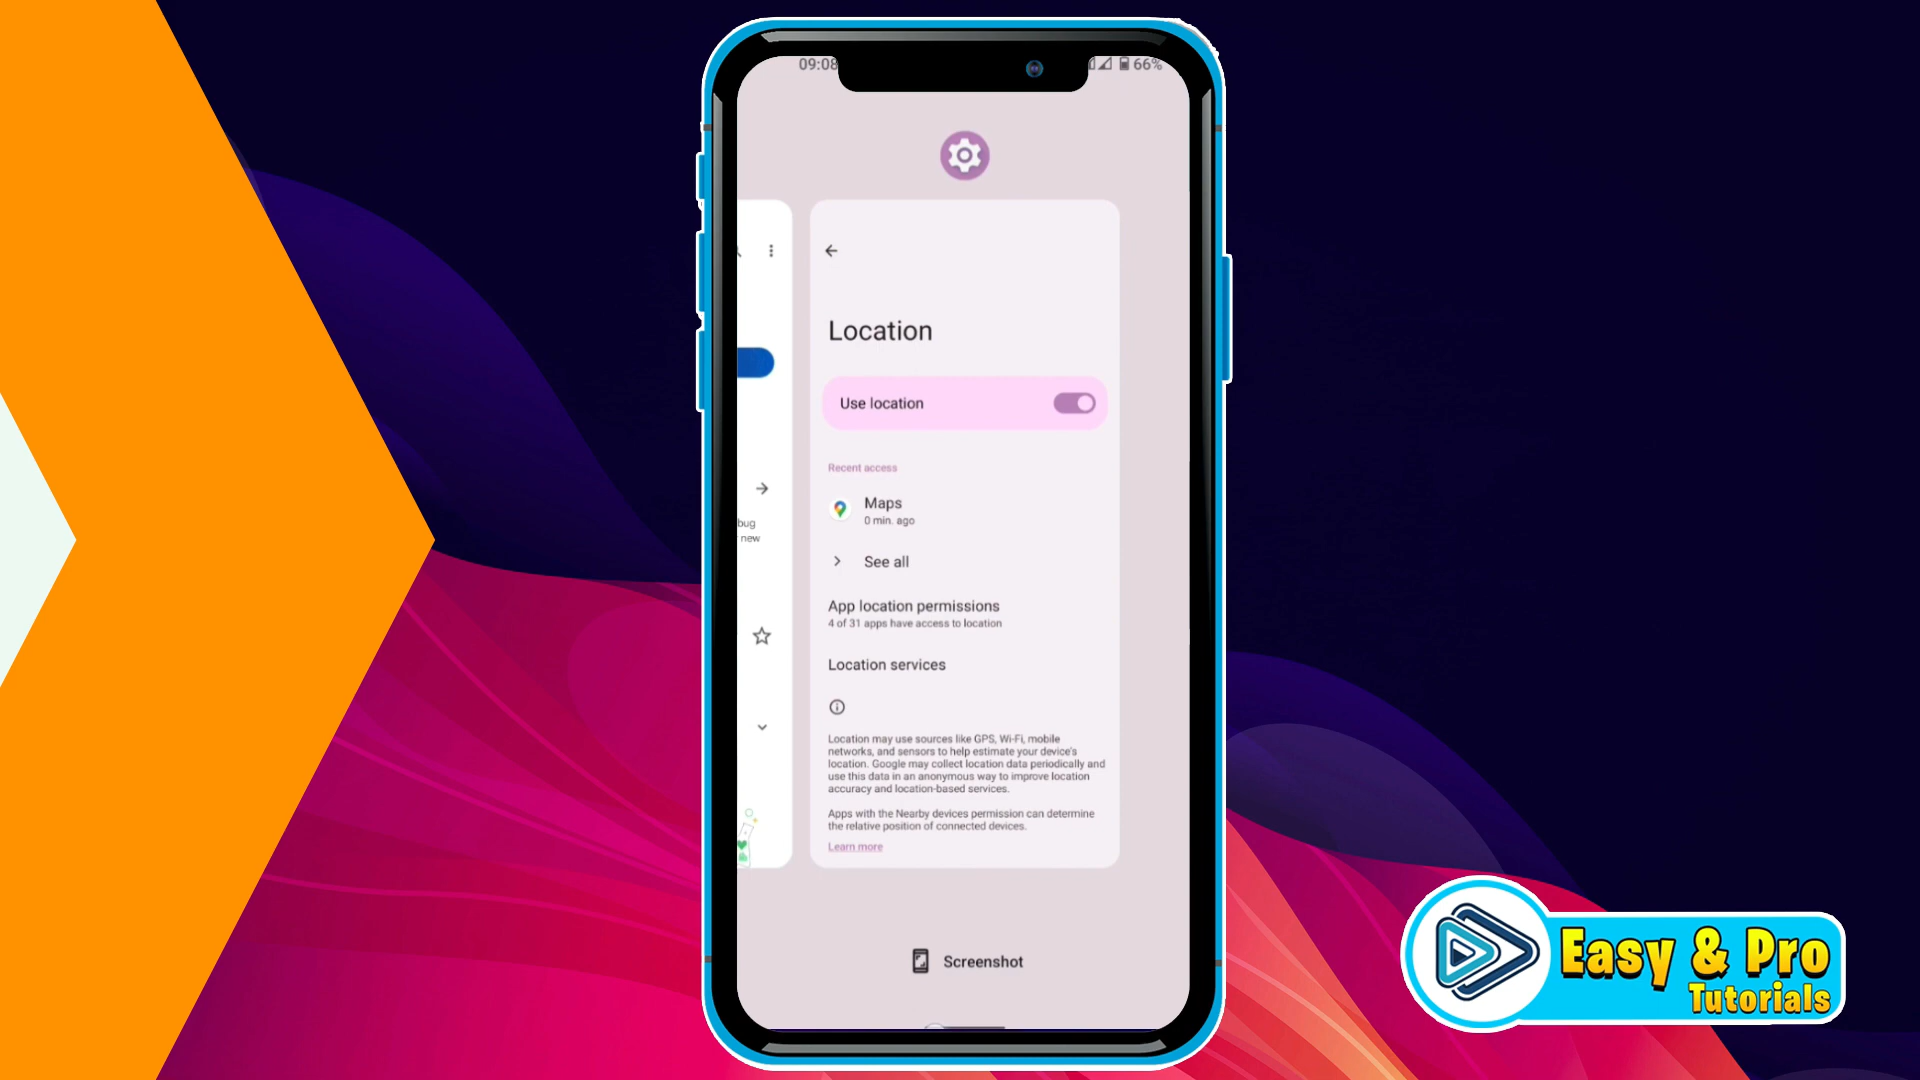 09:08
66%
Location
Use location
Recent access
Maps
0 min. ago
See all
bug
new
App location permissions
4 of 31 apps have access to location
Location services
Location may use sources like GPS, Wi-Fi, mobile
networks, and sensors to help estimate your device's
location. Google may collect location data periodically and
use this data in an anonymous way to improve location
accuracy and location-based services.
Apps with the Nearby devices permission can determine
the relative position of connected devices.
Learn more
Screenshot
Easy & Pro
Tutorials